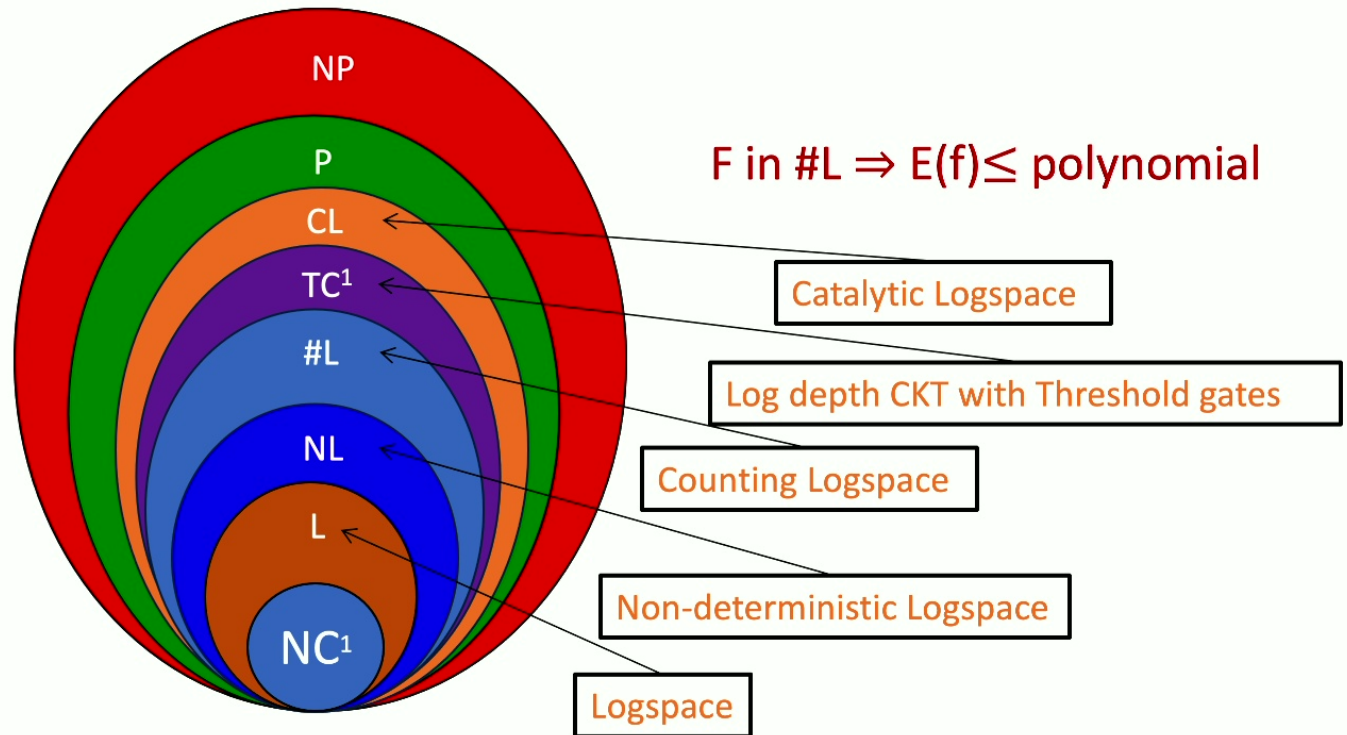 NP
P
F in #L ⇒ E(f)≤ polynomial
CL
TC¹
Catalytic Logspace
#L
Log depth CKT with Threshold gates
NL
Counting Logspace
L
Non-deterministic Logspace
NC¹
Logspace